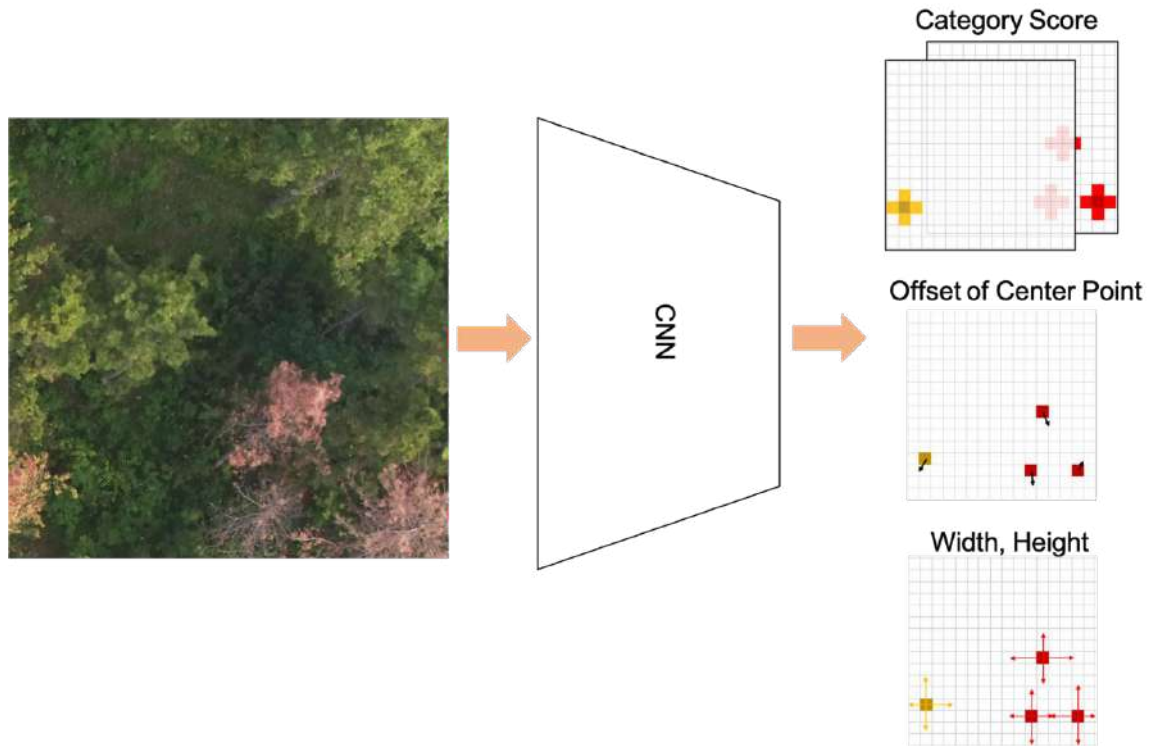 Category Score
CNN
Offset of Center Point
Width, Height